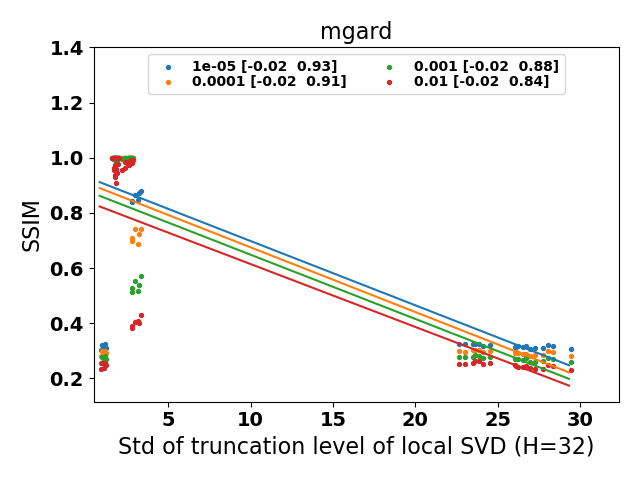 mgard
1.4
1.2
1.0
0.8
0.6
0.4
0.2
SSIM
1e-05 [-0.02  0.93]
0.0001 [-0.02  0.91]
0.001 [-0.02  0.88]
0.01 [-0.02  0.84]
5 10 15 20 25 30
Std of truncation level of local SVD (H=32)